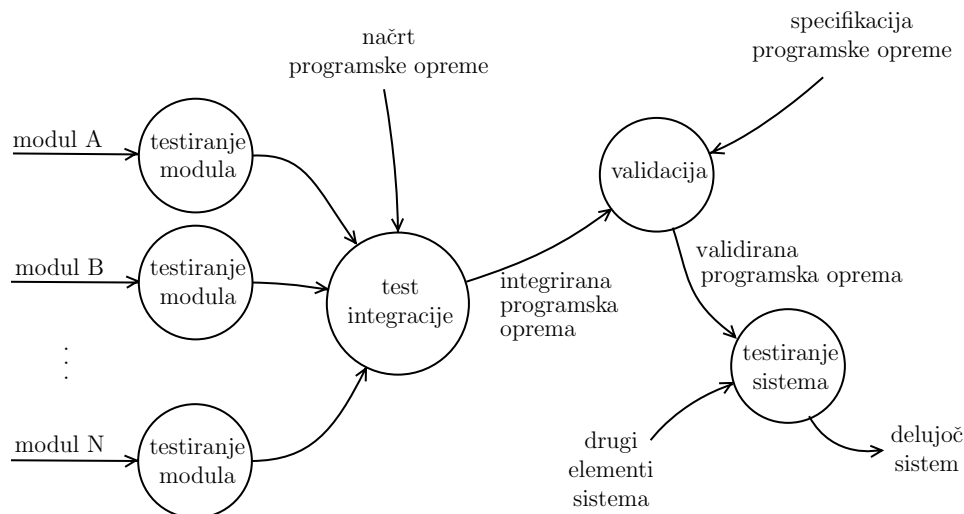 specifikacija
programske opreme
načrt
programske opreme
modul A
testiranje
modula
validacija
modul B
testiranje
modula
test
integracije
integrirana
programska
oprema
validirana
programska oprema
testiranje
sistema
modul N
testiranje
modula
drugi
elementi
sistema
delujoč
sistem